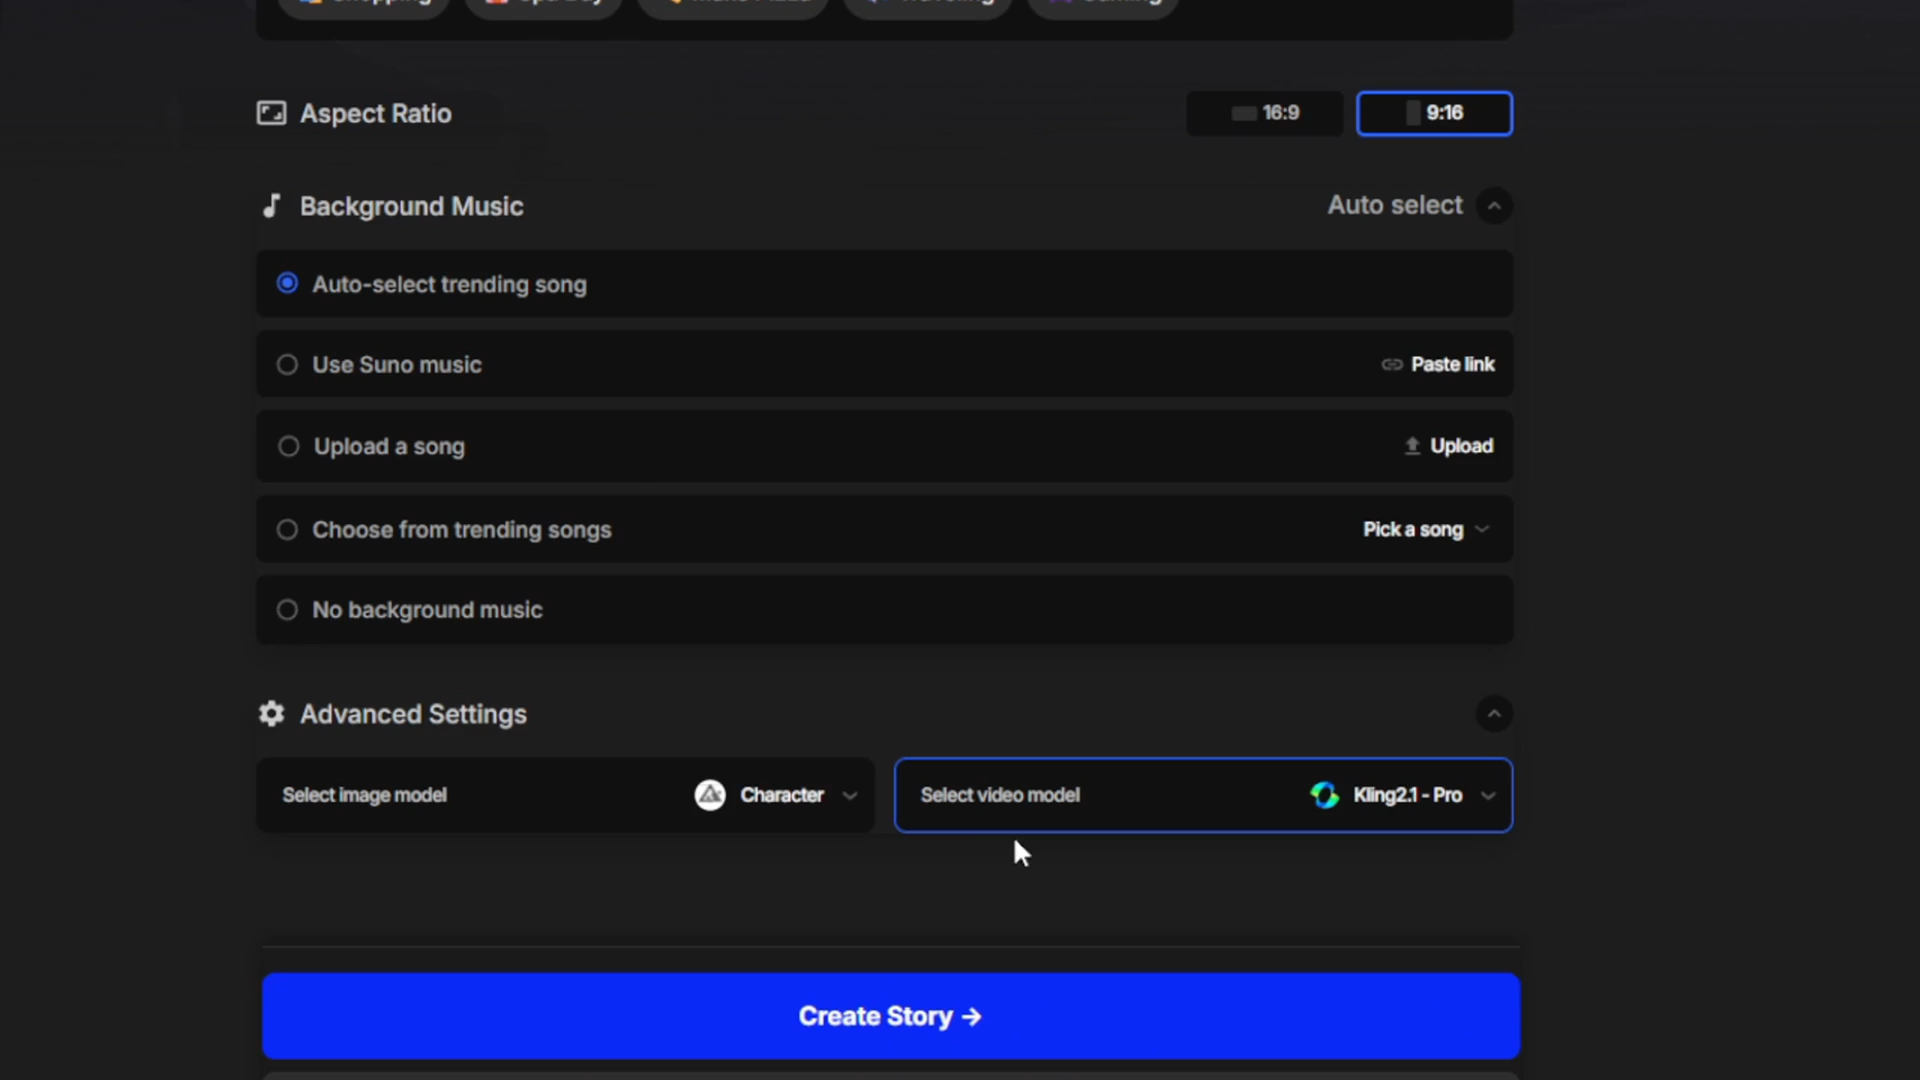 Aspect Ratio
16:9
9:16
Background Music
Auto select
Auto-select trending song
Use Suno music
Paste link
Upload a song
Upload
Choose from trending songs
Pick a song
No background music
Advanced Settings
Select image model
Character
Select video model
Kling2.1 - Pro
Create Story →